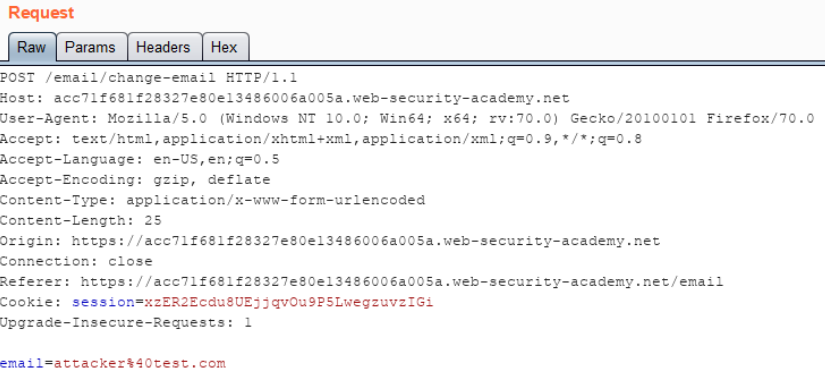 Request
Raw Params Headers Hex
POST /email/change-email HTTP/1.1
Host: acc71f681f28327e80e13486006a005a.web-security-academy.net
User-Agent: Mozilla/5.0 (Windows NT 10.0; Win64; x64; rv:70.0) Gecko/20100101 Firefox/70.0
Accept: text/html,application/xhtml+xml,application/xml;q=0.9,*/*;q=0.8
Accept-Language: en-US,en;q=0.5
Accept-Encoding: gzip, deflate
Content-Type: application/x-www-form-urlencoded
Content-Length: 25
Origin: https://acc71f681f28327e80e13486006a005a.web-security-academy.net
Connection: close
Referer: https://acc71f681f28327e80e13486006a005a.web-security-academy.net/email
Cookie: session=xzER2Ecdu8UEjjqvOu9P5LwegzuvzIGi
Upgrade-Insecure-Requests: 1
email=attacker%40test.com